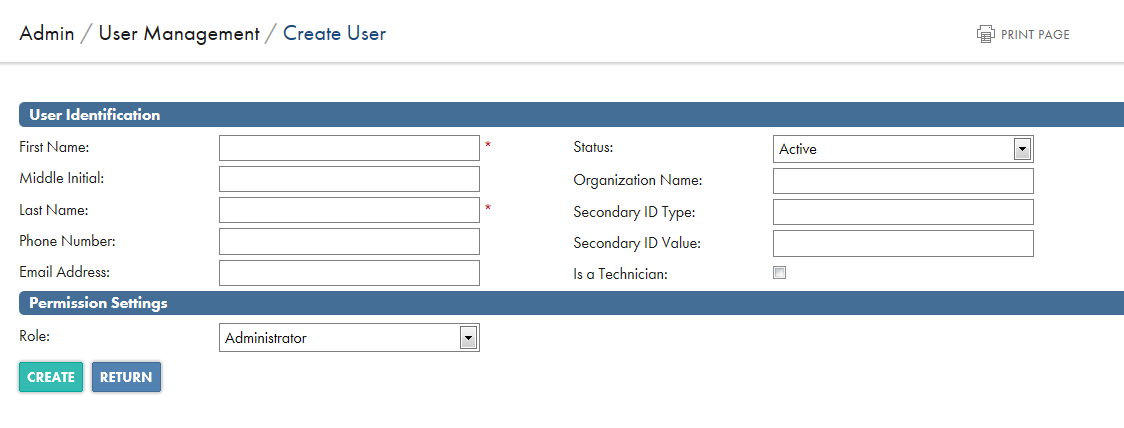 Admin / User Management / Create User
PRINT PAGE
User Identification
First Name: *
Middle Initial:
Last Name: *
Phone Number:
Email Address:
Status: Active
Organization Name:
Secondary ID Type:
Secondary ID Value:
Is a Technician:
Permission Settings
Role: Administrator
CREATE RETURN